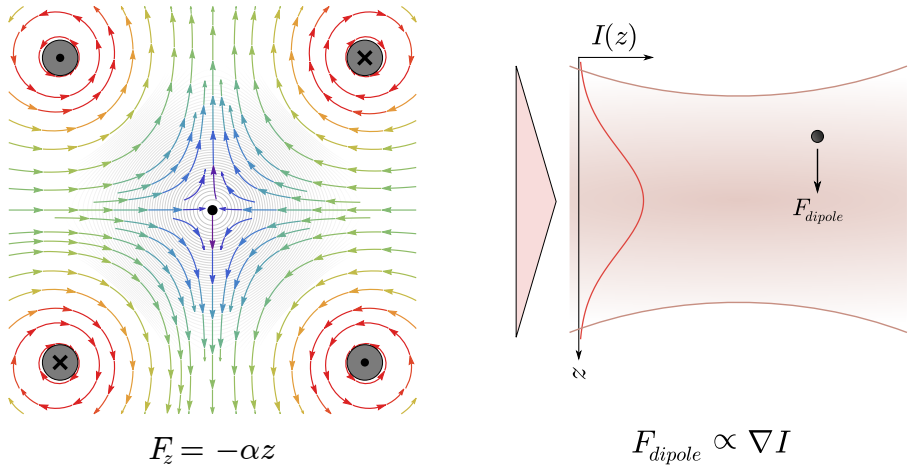 I(z)
F_dipole
z
F_z = −αz
F_dipole ∝ ∇I